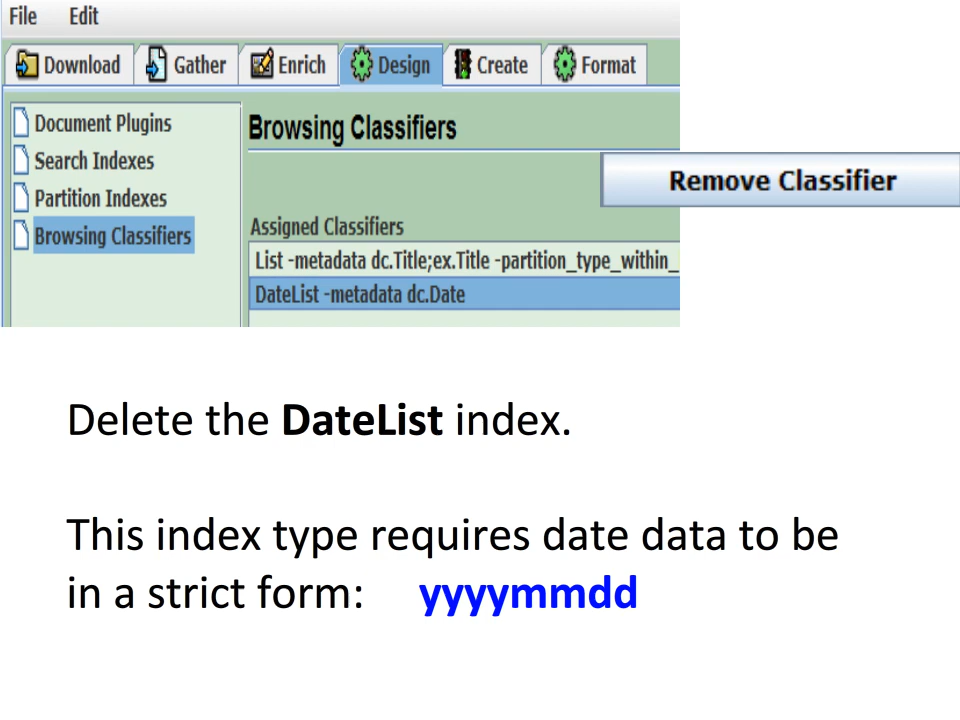 File Edit
Download Gather Enrich Design Create Format
Document Plugins
Search Indexes
Partition Indexes
Browsing Classifiers
Browsing Classifiers
Remove Classifier
Assigned Classifiers
List -metadata dc.Title;ex.Title -partition_type_within_
DateList -metadata dc.Date
Delete the DateList index.
This index type requires date data to be
in a strict form: yyyymmdd